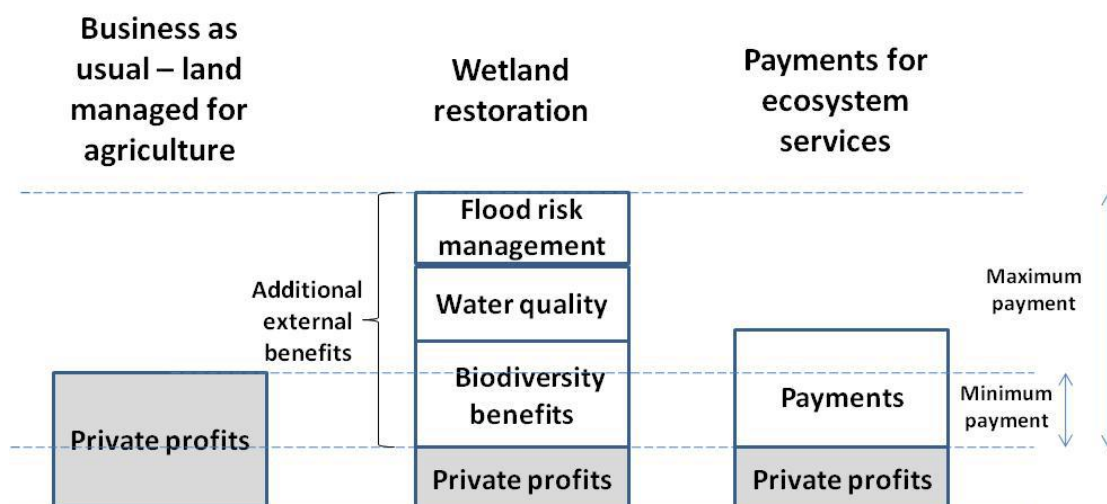 Business as
usual – land
managed for
agriculture
Wetland
restoration
Payments for
ecosystem
services
Additional
external
benefits
Flood risk
management
Water quality
Biodiversity
benefits
Private profits
Private profits
Payments
Private profits
Maximum
payment
Minimum
payment